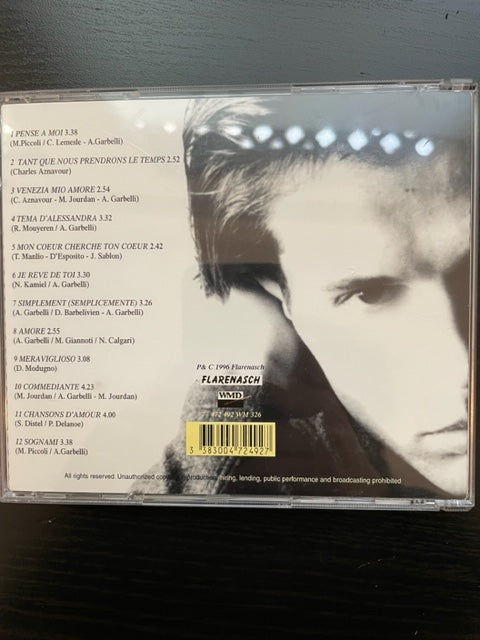 1 PENSE A MOI 3.38
(M.Piccoli / C. Lemesle - A.Garbelli)
2 TANT QUE NOUS PRENDRONS LE TEMPS 2.52
(Charles Aznavour)
3 VENEZIA MIO AMORE 2.54
(C. Aznavour - M. Jourdan - A. Garbelli)
4 TEMA D'ALESSANDRA 3.32
(R. Mouyeren / A. Garbelli)
5 MON COEUR CHERCHE TON COEUR 2.42
(T. Manlio - D'Esposito - J. Sablon)
6 JE REVE DE TOI 3.30
(N. Kamiel / A. Garbelli)
7 SIMPLEMENT (SEMPLICEMENTE) 3.26
(A. Garbelli / D. Barbelivien - A. Garbelli)
8 AMORE 2.55
(A. Garbelli / M. Giannoti / N. Calgari)
9 MERAVIGLIOSO 3.08
(D. Modugno)
10 COMMEDIANTE 4.23
(M. Jourdan / A. Garbelli - M. Jourdan)
11 CHANSONS D'AMOUR 4.00
(S. Distel / P. Delanoe)
12 SOGNAMI 3.38
(M. Piccoli / A.Garbelli)
P& C 1996 Flarenasch
FLARENASCH
WMD
472 492 WM 326
3 383004 724927
All rights reserved. Unauthorized copying, reproduction, hiring, lending, public performance and broadcasting prohibited